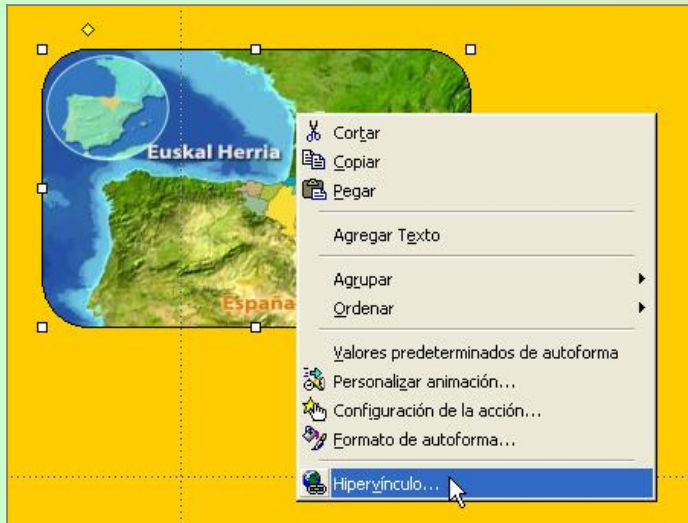 Euskal Herria
España
Cortar
Copiar
Pegar
Agregar Texto
Agrupar
Ordenar
Valores predeterminados de autoforma
Personalizar animación...
Configuración de la acción...
Formato de autoforma...
Hipervínculo...